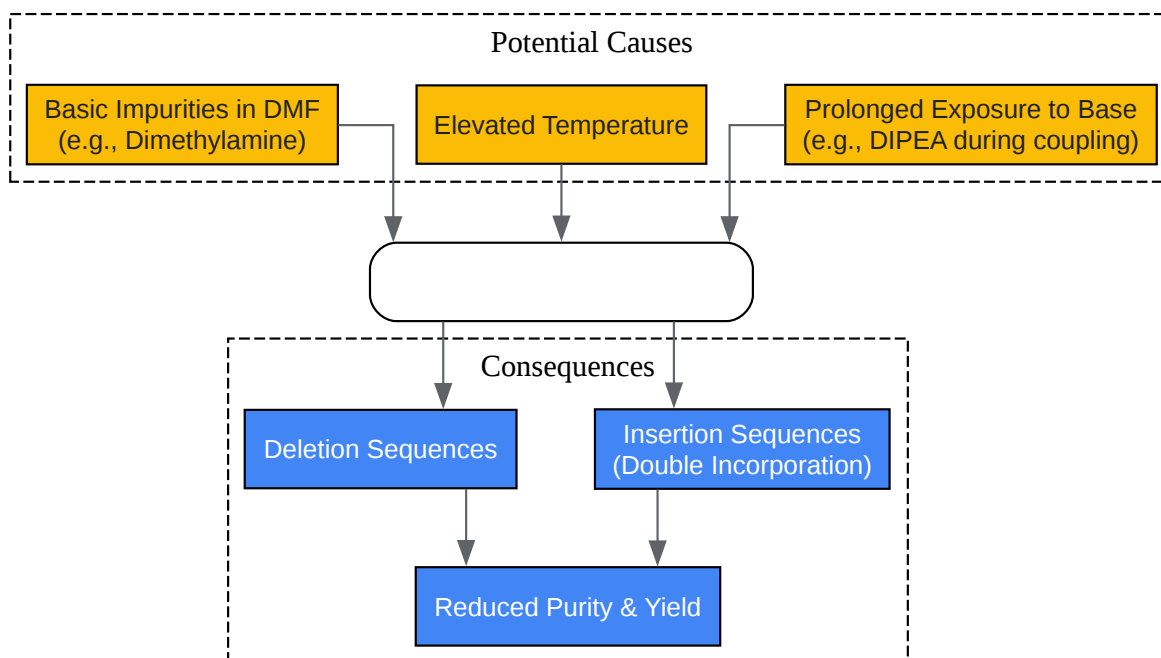 Potential Causes
Basic Impurities in DMF
(e.g., Dimethylamine)
Elevated Temperature
Prolonged Exposure to Base
(e.g., DIPEA during coupling)
Consequences
Deletion Sequences
Insertion Sequences
(Double Incorporation)
Reduced Purity & Yield